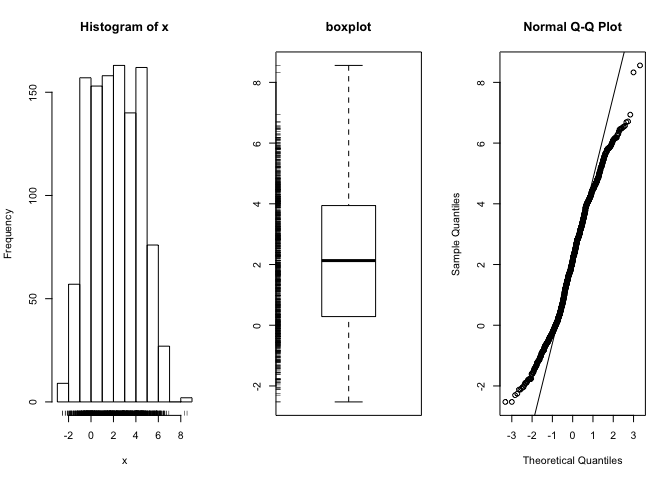 Histogram of x
Frequency
0
50
100
150
-2 0 2 4 6 8
x
boxplot
-2
0
2
4
6
8
Normal Q-Q Plot
Sample Quantiles
-2
0
2
4
6
8
-3 -2 -1 0 1 2 3
Theoretical Quantiles